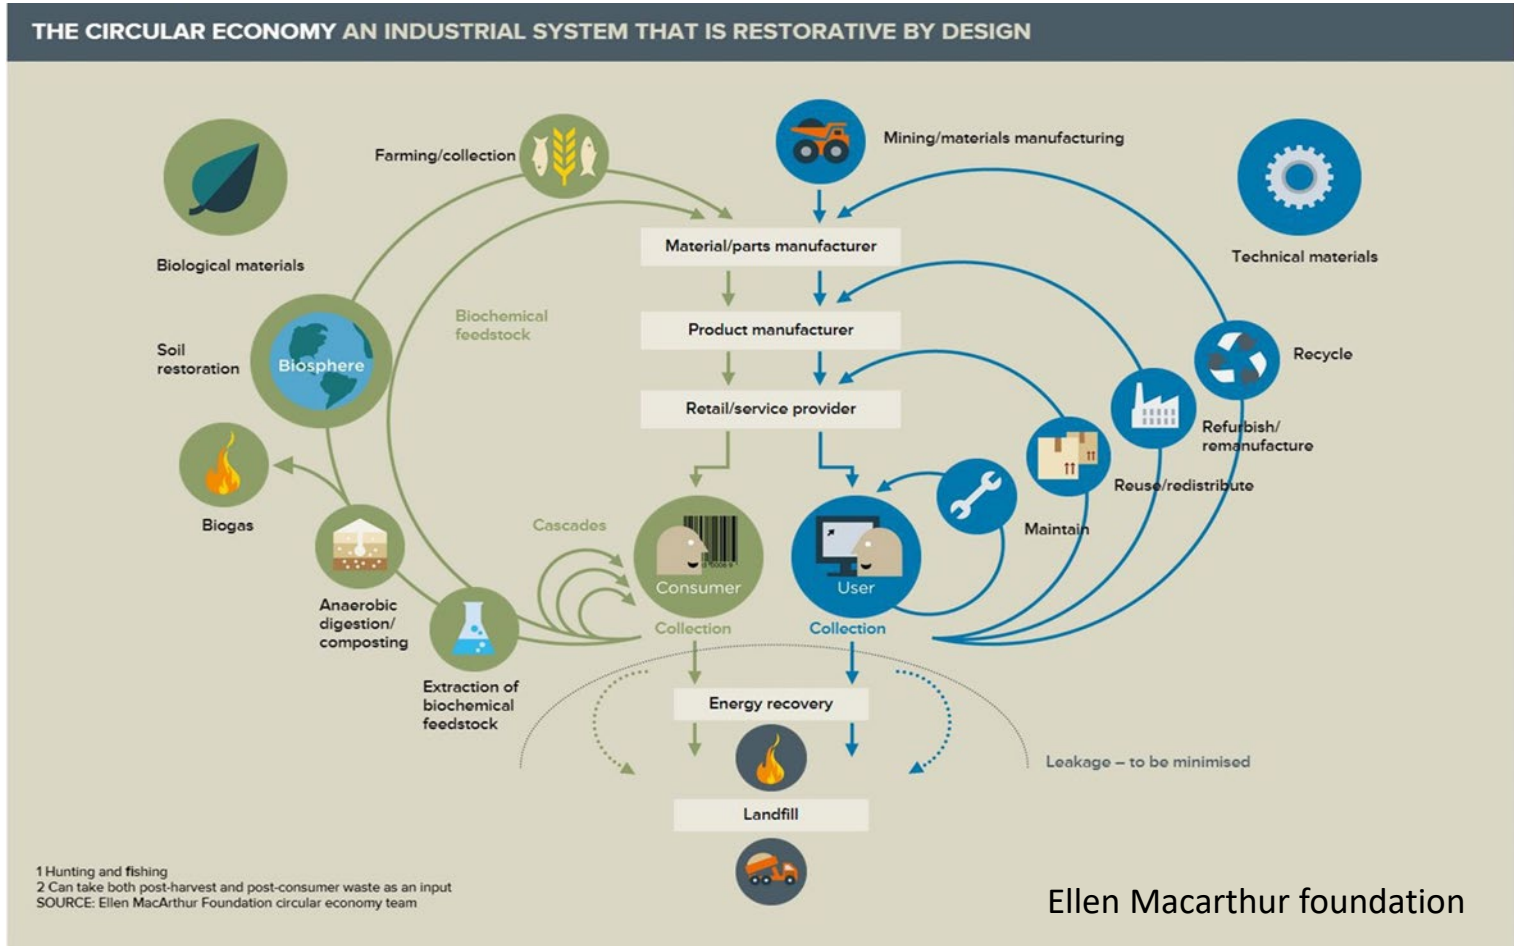 THE CIRCULAR ECONOMY AN INDUSTRIAL SYSTEM THAT IS RESTORATIVE BY DESIGN
Farming/collection
Mining/materials manufacturing
Biological materials
Technical materials
Material/parts manufacturer
Biochemical
feedstock
Product manufacturer
Soil
restoration
Biosphere
Recycle
Retail/service provider
Refurbish/
remanufacture
Reuse/redistribute
Biogas
Cascades
Maintain
Consumer
User
Anaerobic
digestion/
composting
Collection
Collection
Extraction of
biochemical
feedstock
Energy recovery
Leakage – to be minimised
Landfill
1 Hunting and fishing
2 Can take both post-harvest and post-consumer waste as an input
SOURCE: Ellen MacArthur Foundation circular economy team
Ellen Macarthur foundation